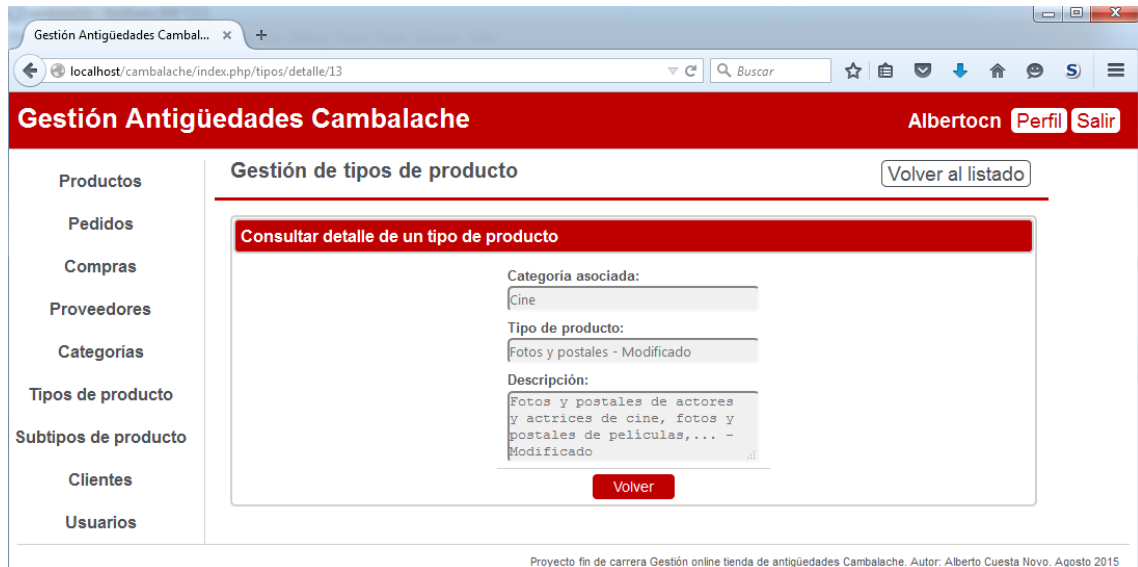 Gestión Antigüedades Cambal...
localhost/cambalache/index.php/tipos/detalle/13
Buscar
Gestión Antigüedades Cambalache
Albertocn Perfil Salir
Productos
Pedidos
Compras
Proveedores
Categorías
Tipos de producto
Subtipos de producto
Clientes
Usuarios
Gestión de tipos de producto
Volver al listado
Consultar detalle de un tipo de producto
Categoría asociada:
Cine
Tipo de producto:
Fotos y postales - Modificado
Descripción:
Fotos y postales de actores
y actrices de cine, fotos y
postales de películas,... -
Modificado
Volver
Proyecto fin de carrera Gestión online tienda de antigüedades Cambalache. Autor: Alberto Cuesta Novo. Agosto 2015